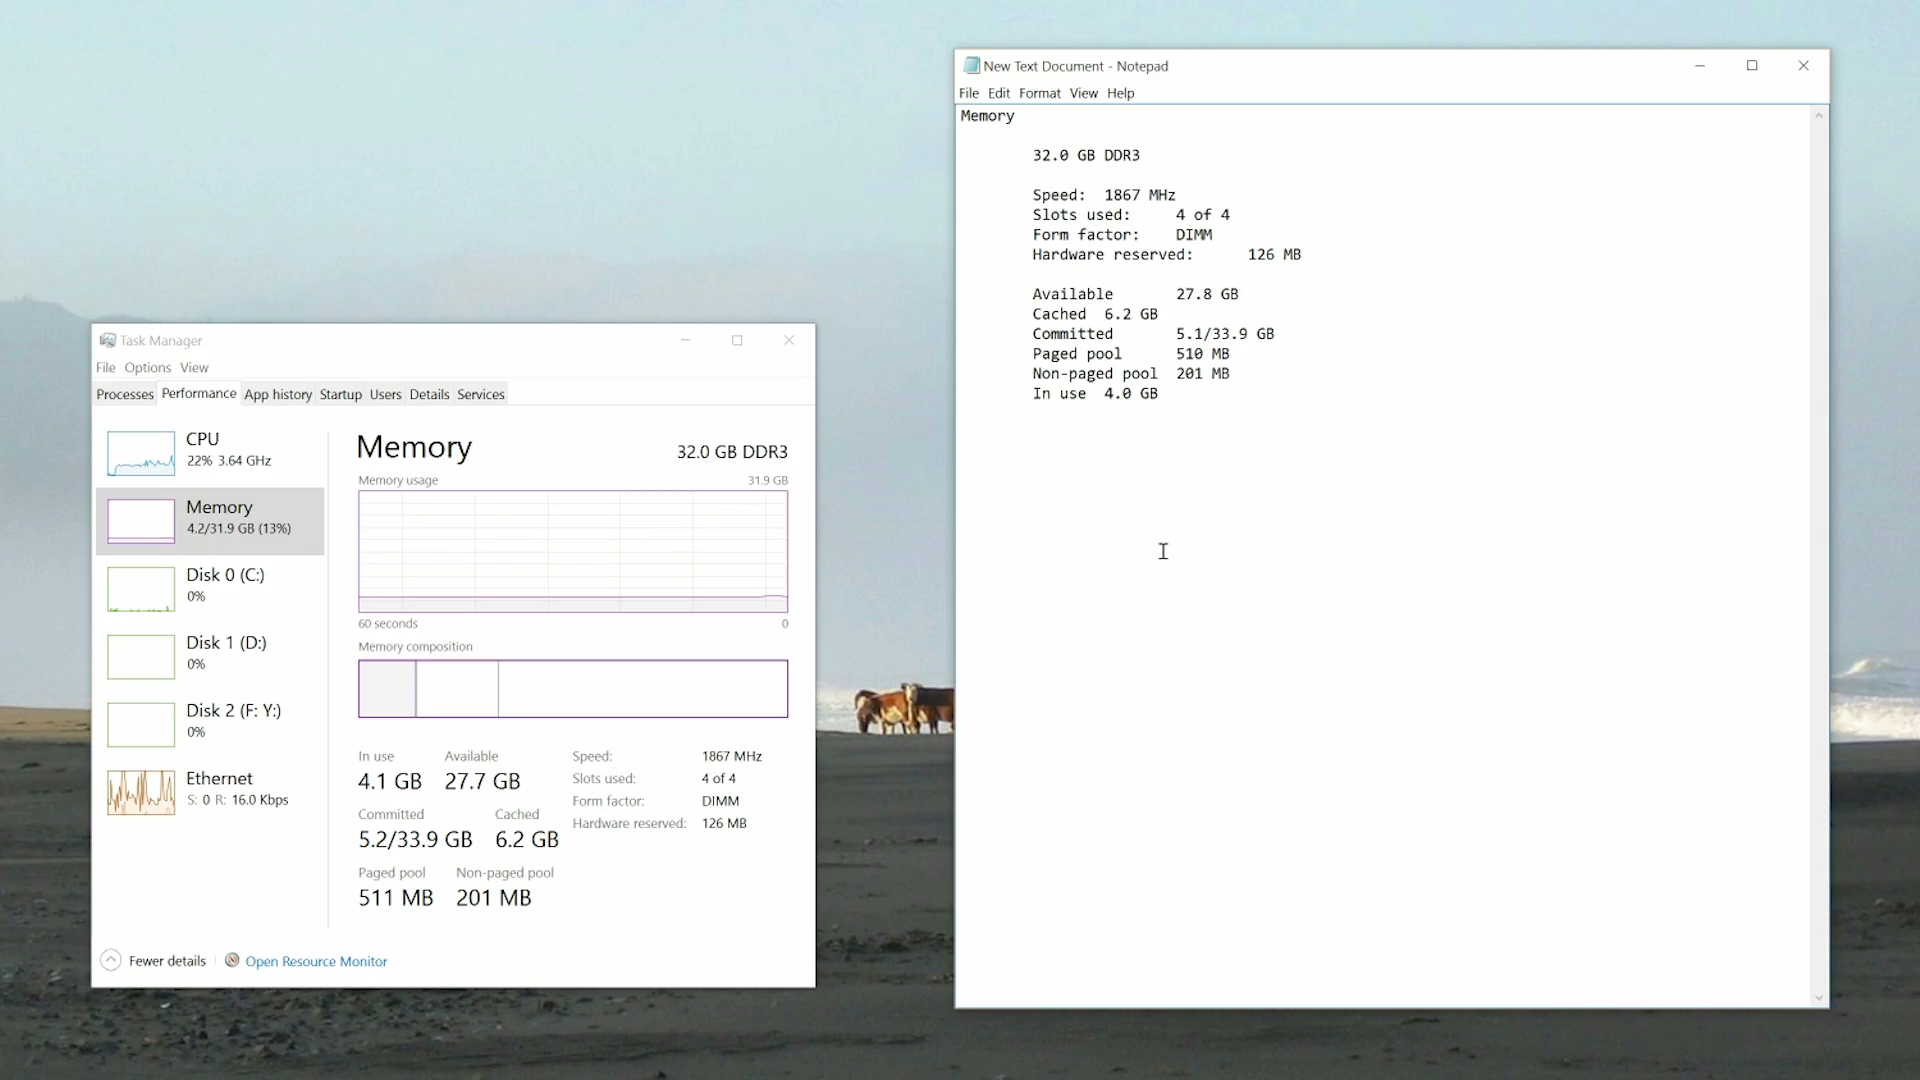 Task Manager
File Options View
Processes Performance App history Startup Users Details Services
CPU
22% 3.64 GHz
Memory
4.2/31.9 GB (13%)
Disk 0 (C:)
0%
Disk 1 (D:)
0%
Disk 2 (F: Y:)
0%
Ethernet
S: 0 R: 16.0 Kbps
Memory 32.0 GB DDR3
Memory usage 31.9 GB
60 seconds 0
Memory composition
In use Available
4.1 GB 27.7 GB
Committed Cached
5.2/33.9 GB 6.2 GB
Paged pool Non-paged pool
511 MB 201 MB
Speed: 1867 MHz
Slots used: 4 of 4
Form factor: DIMM
Hardware reserved: 126 MB
Fewer details Open Resource Monitor
New Text Document - Notepad
File Edit Format View Help
Memory
32.0 GB DDR3
Speed: 1867 MHz
Slots used: 4 of 4
Form factor: DIMM
Hardware reserved: 126 MB
Available 27.8 GB
Cached 6.2 GB
Committed 5.1/33.9 GB
Paged pool 510 MB
Non-paged pool 201 MB
In use 4.0 GB